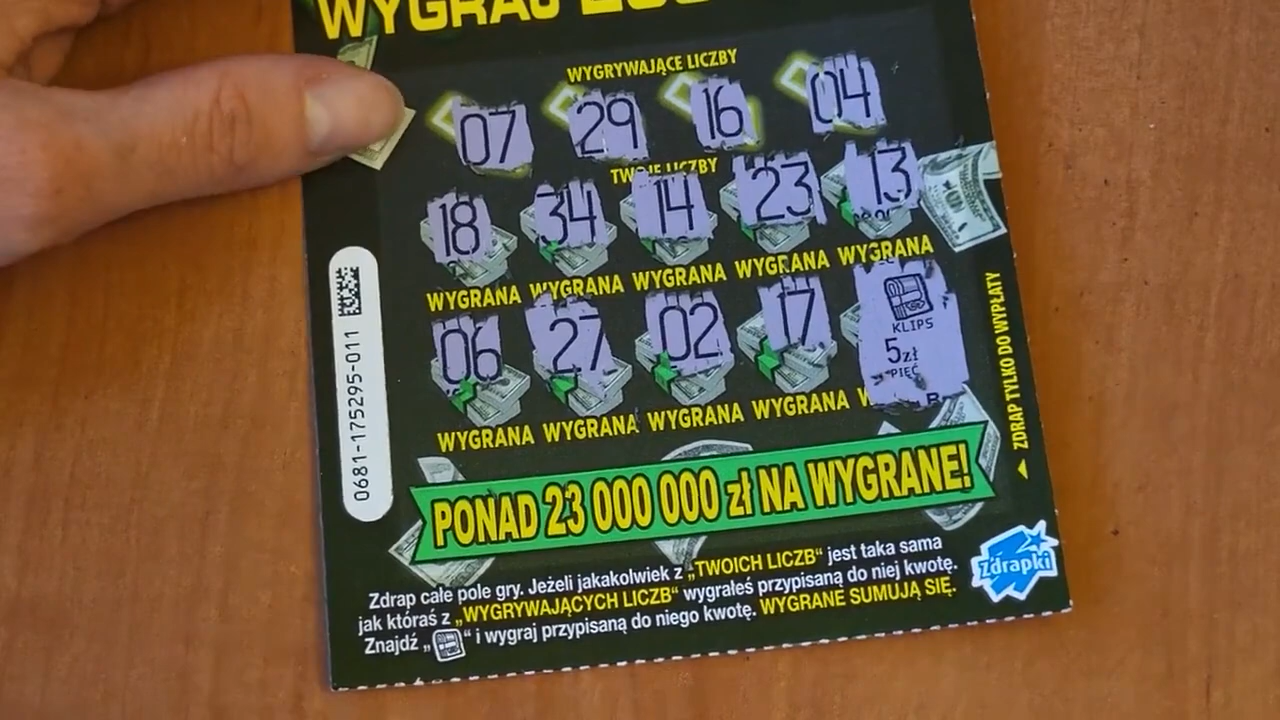 WYGRAJ
WYGRYWAJĄCE LICZBY
07 29 16 04
TWOJE LICZBY
18 34 14 23 13
WYGRANA WYGRANA WYGRANA WYGRANA WYGRANA
06 27 02 17
KLIPS
5zł
PIĘĆ
WYGRANA WYGRANA WYGRANA WYGRANA
PONAD 23 000 000 zł NA WYGRANE!
Zdrap całe pole gry. Jeżeli jakakolwiek z „TWOICH LICZB“ jest taka sama
jak któraś z „WYGRYWAJĄCYCH LICZB“ wygrałeś przypisaną do niej kwotę.
Znajdź „ “ i wygraj przypisaną do niego kwotę. WYGRANE SUMUJĄ SIĘ.
0681-175295-011
ZDRAP TYLKO DO WYPŁATY
Zdrapki